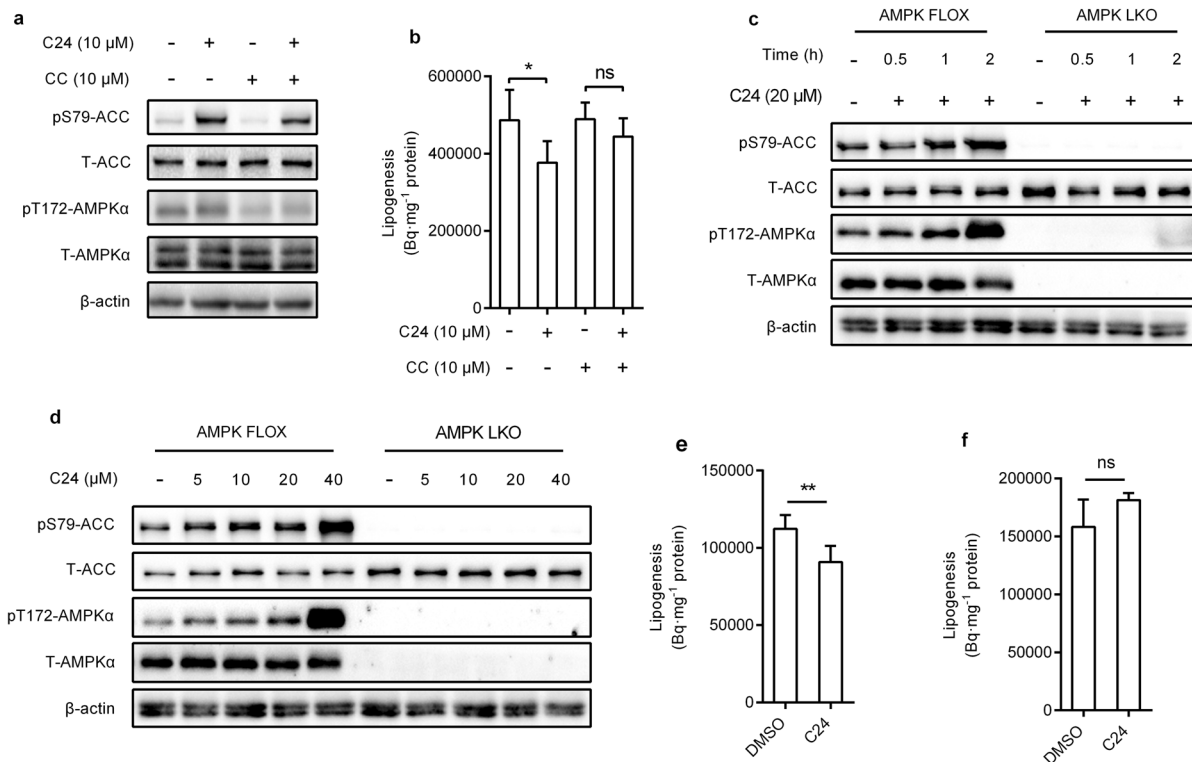 a
C24 (10 µM) - + - +
CC (10 µM) - - + +
pS79-ACC
T-ACC
pT172-AMPKα
T-AMPKα
β-actin
b
Lipogenesis
(Bq·mg⁻¹ protein)
600000
400000
200000
0
* ns
C24 (10 µM) - + - +
CC (10 µM) - - + +
c
AMPK FLOX AMPK LKO
Time (h) - 0.5 1 2 - 0.5 1 2
C24 (20 µM) - + + + - + + +
pS79-ACC
T-ACC
pT172-AMPKα
T-AMPKα
β-actin
d
AMPK FLOX AMPK LKO
C24 (µM) - 5 10 20 40 - 5 10 20 40
pS79-ACC
T-ACC
pT172-AMPKα
T-AMPKα
β-actin
e
Lipogenesis
(Bq·mg⁻¹ protein)
150000
100000
50000
0
**
DMSO C24
f
Lipogenesis
(Bq·mg⁻¹ protein)
200000
150000
100000
50000
0
ns
DMSO C24